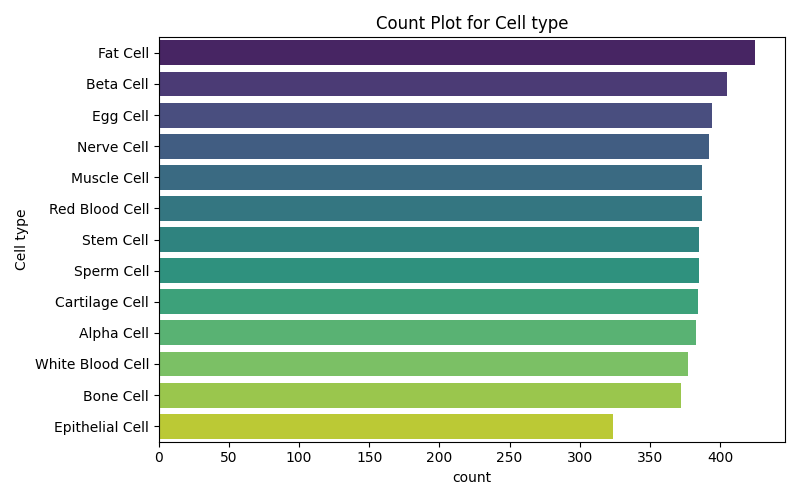 Count Plot for Cell type
Cell type
Fat Cell
Beta Cell
Egg Cell
Nerve Cell
Muscle Cell
Red Blood Cell
Stem Cell
Sperm Cell
Cartilage Cell
Alpha Cell
White Blood Cell
Bone Cell
Epithelial Cell
0 50 100 150 200 250 300 350 400
count